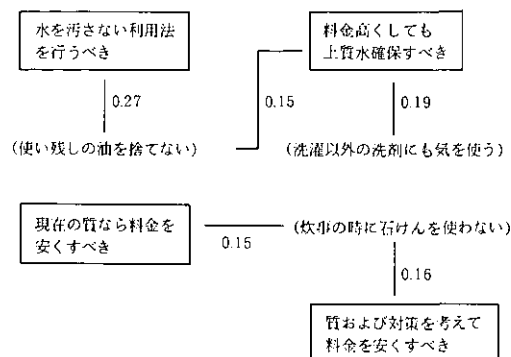 水を汚さない利用法
を行うべき
料金高くしても
上質水確保すべき
0.27
0.15
0.19
(使い残しの油を捨てない)
(洗濯以外の洗剤にも気を使う)
現在の質なら料金を
安くすべき
0.15
(炊事の時に石けんを使わない)
0.16
質および対策を考えて
料金を安くすべき